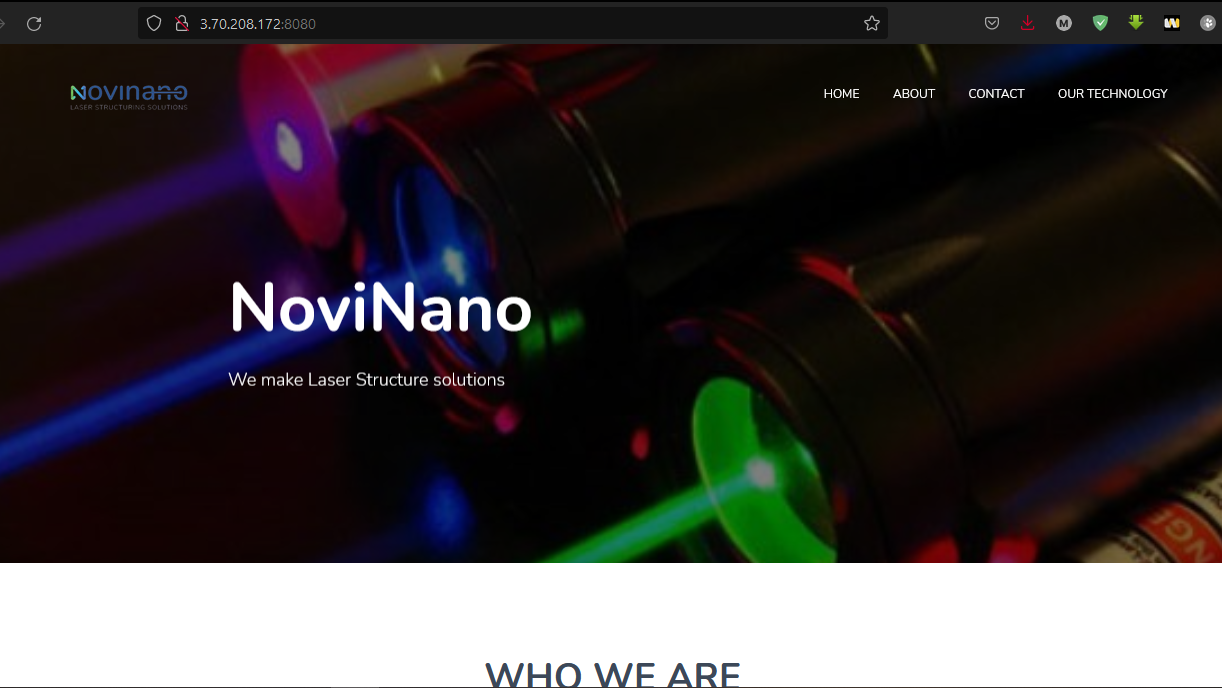 3.70.208.172:8080
NOVINANO
LASER STRUCTURING SOLUTIONS
HOME ABOUT CONTACT OUR TECHNOLOGY
NoviNano
We make Laser Structure solutions
WHO WE ARE